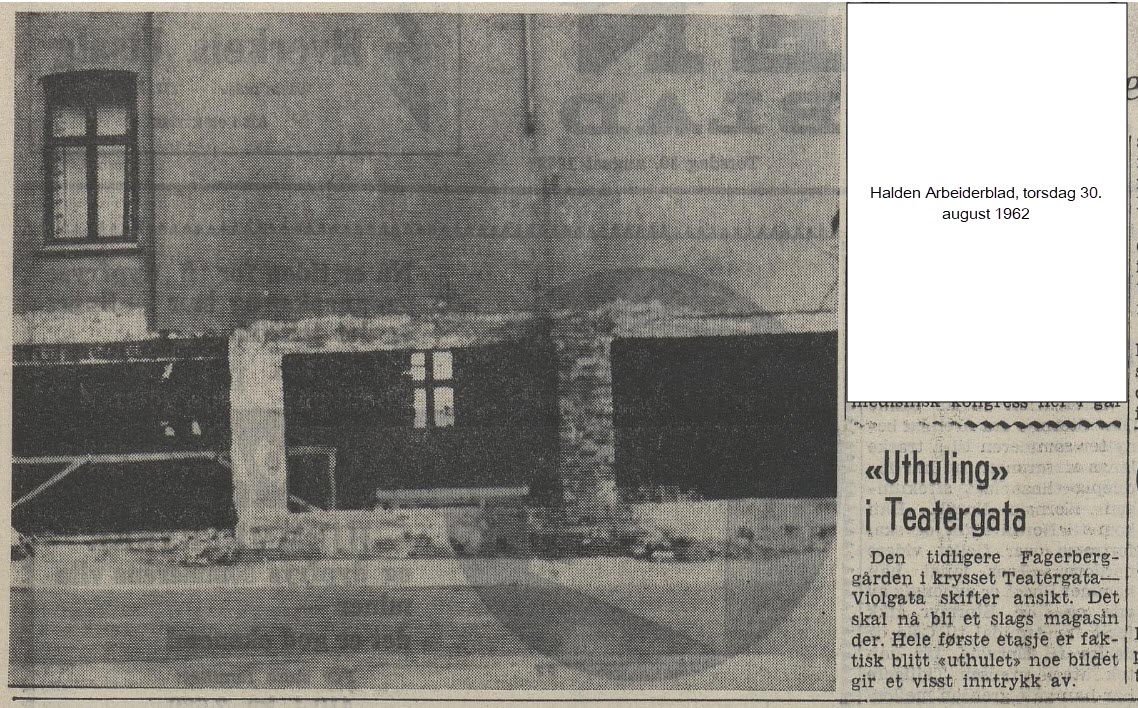 Halden Arbeiderblad, torsdag 30.
august 1962
«Uthuling»
i Teatergata
Den tidligere Fagerberg-
gården i krysset Teatergata—
Violgata skifter ansikt. Det
skal nå bli et slags magasin
der. Hele første etasje er fak-
tisk blitt «uthulet» noe bildet
gir et visst inntrykk av.